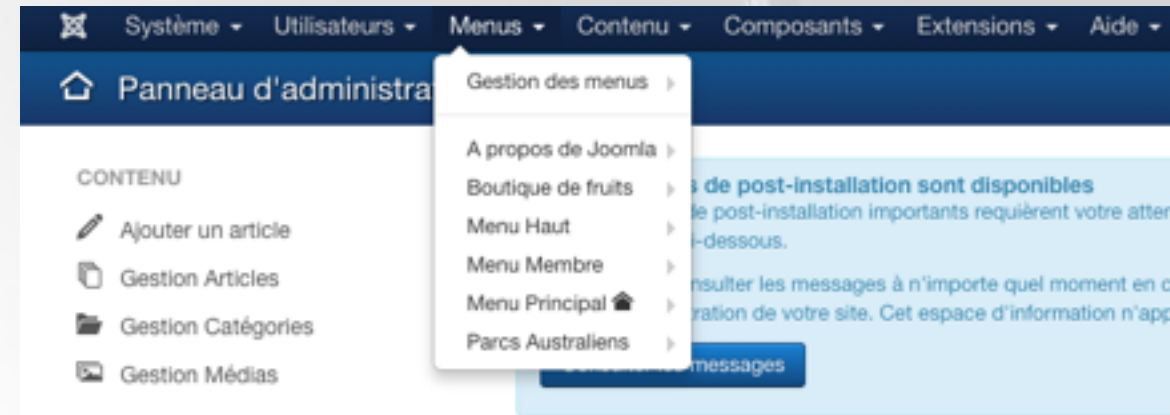 Système Utilisateurs Menus Contenu Composants Extensions Aide
Panneau d'administra
Gestion des menus
A propos de Joomla
Boutique de fruits
Menu Haut
Menu Membre
Menu Principal
Parcs Australiens
CONTENU
Ajouter un article
Gestion Articles
Gestion Catégories
Gestion Médias
de post-installation sont disponibles
de post-installation importants requièrent votre atten
-dessous.
nsulter les messages à n'importe quel moment en c
ration de votre site. Cet espace d'information n'app
messages